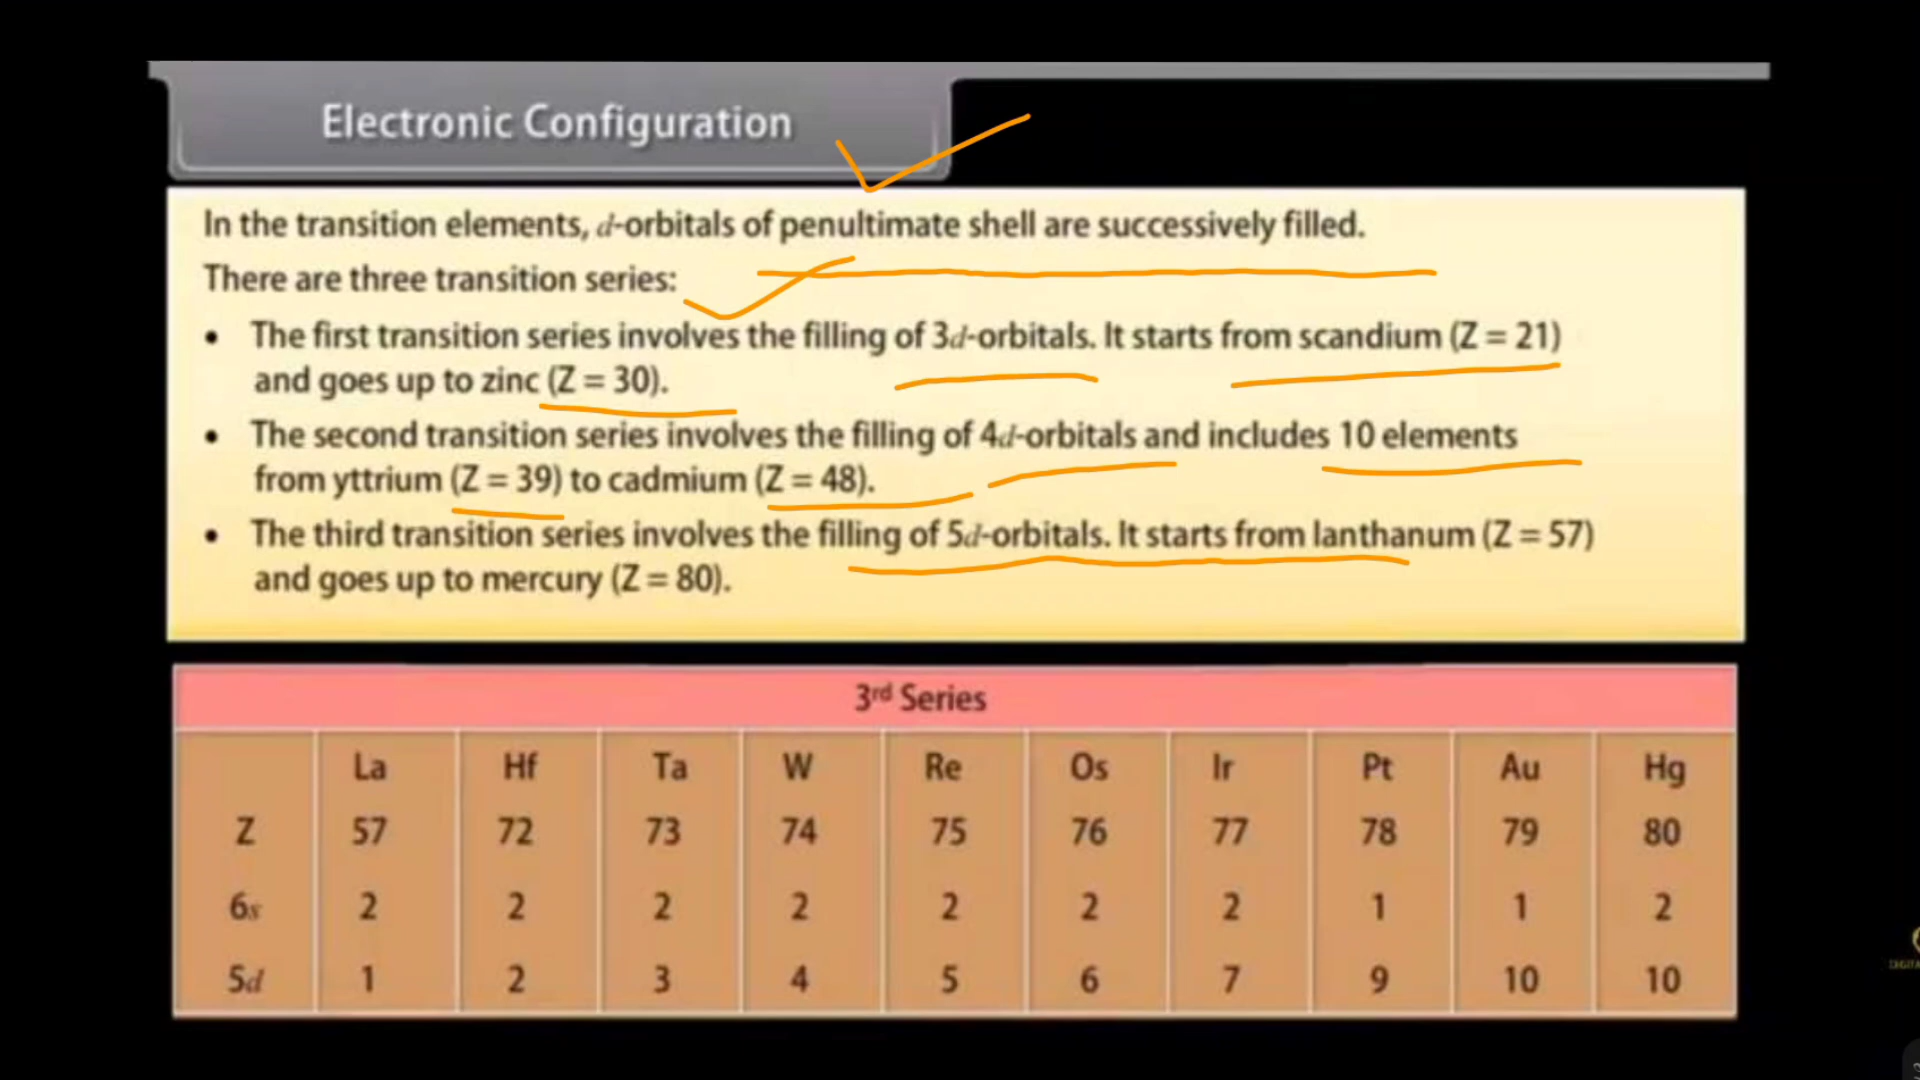 Electronic Configuration
In the transition elements, d-orbitals of penultimate shell are successively filled.
There are three transition series:
• The first transition series involves the filling of 3d-orbitals. It starts from scandium (Z = 21)
and goes up to zinc (Z = 30).
• The second transition series involves the filling of 4d-orbitals and includes 10 elements
from yttrium (Z = 39) to cadmium (Z = 48).
• The third transition series involves the filling of 5d-orbitals. It starts from lanthanum (Z = 57)
and goes up to mercury (Z = 80).
3rd Series
La Hf Ta W Re Os Ir Pt Au Hg
Z 57 72 73 74 75 76 77 78 79 80
6s 2 2 2 2 2 2 2 1 1 2
5d 1 2 3 4 5 6 7 9 10 10